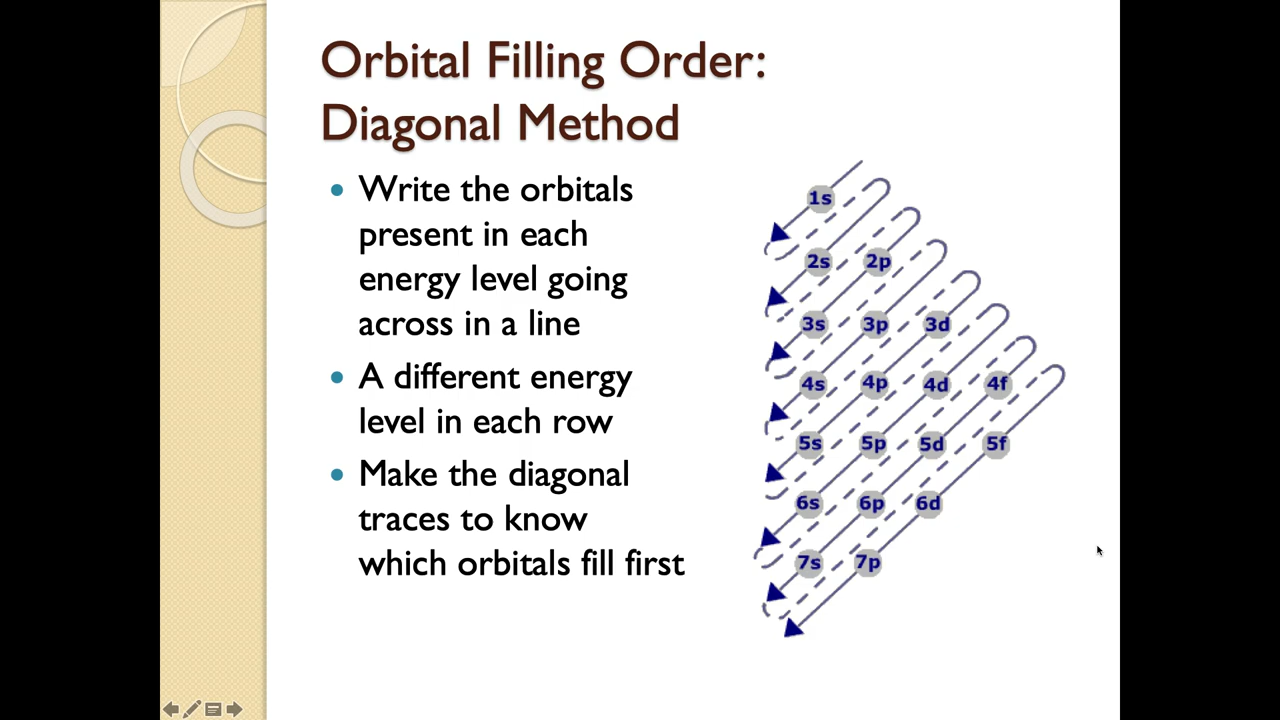 Orbital Filling Order:
Diagonal Method
• Write the orbitals
present in each
energy level going
across in a line
• A different energy
level in each row
• Make the diagonal
traces to know
which orbitals fill first
1s
2s 2p
3s 3p 3d
4s 4p 4d 4f
5s 5p 5d 5f
6s 6p 6d
7s 7p